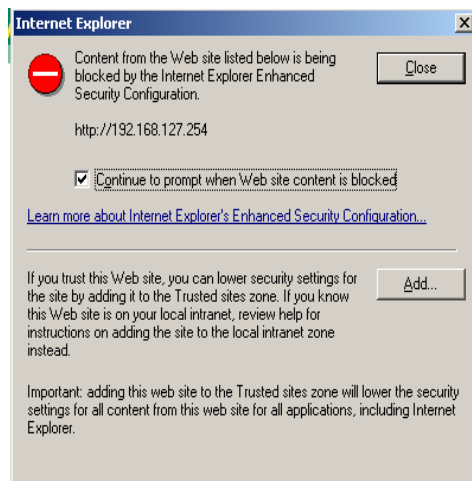 Internet Explorer
Content from the Web site listed below is being
blocked by the Internet Explorer Enhanced
Security Configuration.
Close
http://192.168.127.254
Continue to prompt when Web site content is blocked
Learn more about Internet Explorer's Enhanced Security Configuration...
If you trust this Web site, you can lower security settings for
the site by adding it to the Trusted sites zone. If you know
this Web site is on your local intranet, review help for
instructions on adding the site to the local intranet zone
instead.
Add...
Important: adding this web site to the Trusted sites zone will lower the security
settings for all content from this web site for all applications, including Internet
Explorer.